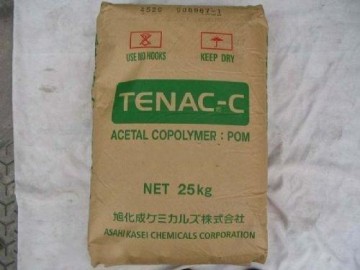 USE NO HOOKS
KEEP DRY
TENAC-C
ACETAL COPOLYMER : POM
NET 25kg
旭化成ケミカルズ株式会社
ASAHI KASEI CHEMICALS CORPORATION